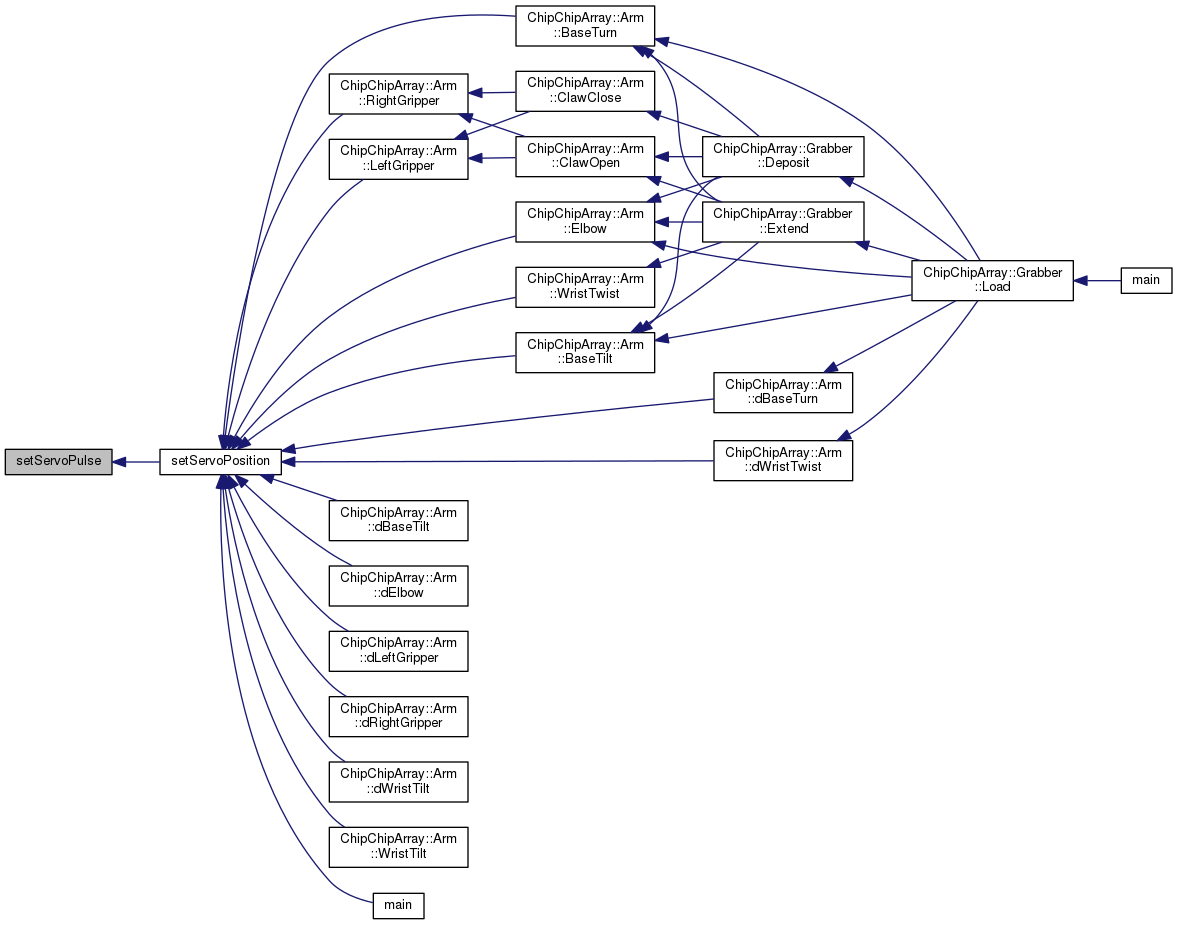 ChipChipArray::Arm
::BaseTurn
ChipChipArray::Arm
::RightGripper
ChipChipArray::Arm
::ClawClose
ChipChipArray::Arm
::LeftGripper
ChipChipArray::Arm
::ClawOpen
ChipChipArray::Grabber
::Deposit
ChipChipArray::Arm
::Elbow
ChipChipArray::Grabber
::Extend
ChipChipArray::Arm
::WristTwist
ChipChipArray::Grabber
::Load
main
ChipChipArray::Arm
::BaseTilt
ChipChipArray::Arm
::dBaseTurn
setServoPulse
setServoPosition
ChipChipArray::Arm
::dWristTwist
ChipChipArray::Arm
::dBaseTilt
ChipChipArray::Arm
::dElbow
ChipChipArray::Arm
::dLeftGripper
ChipChipArray::Arm
::dRightGripper
ChipChipArray::Arm
::dWristTilt
ChipChipArray::Arm
::WristTilt
main